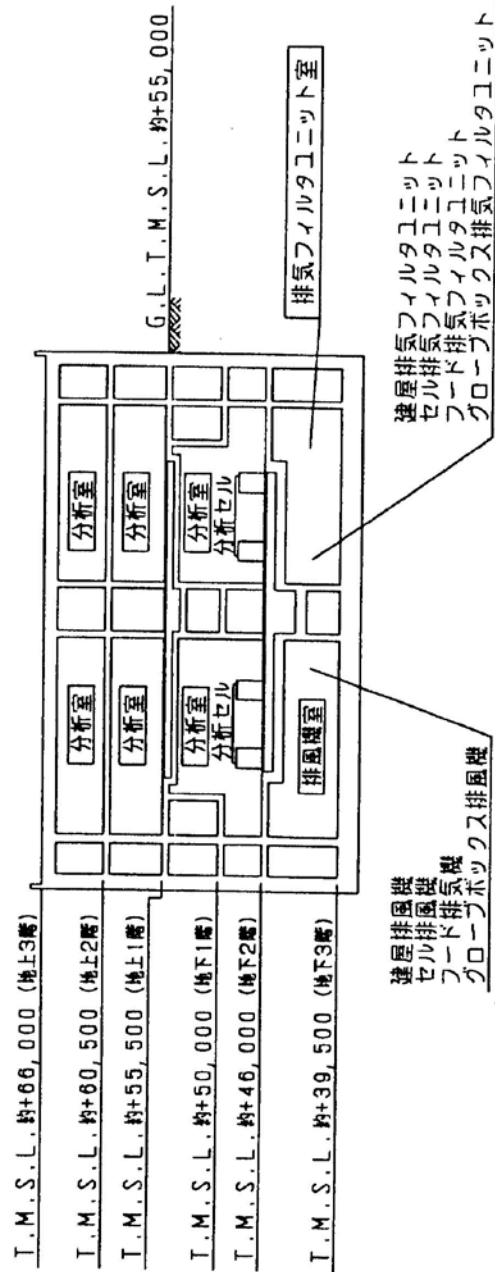 T.M.S.L.約+66,000 (地上3階)
T.M.S.L.約+60,500 (地上2階)
T.M.S.L.約+55,500 (地上1階)
T.M.S.L.約+50,000 (地下1階)
T.M.S.L.約+46,000 (地下2階)
T.M.S.L.約+39,500 (地下3階)
分析室
分析室
分析室
分析室
分析室
分析セル
分析室
分析セル
排風機室
G.L.T.M.S.L.約+55,000
排気フィルタユニット室
建屋排風機
セル排風機
フード排気機
グローブボックス排風機
建屋排気フィルタユニット
セル排気フィルタユニット
フード排気フィルタユニット
グローブボックス排気フィルタユニット